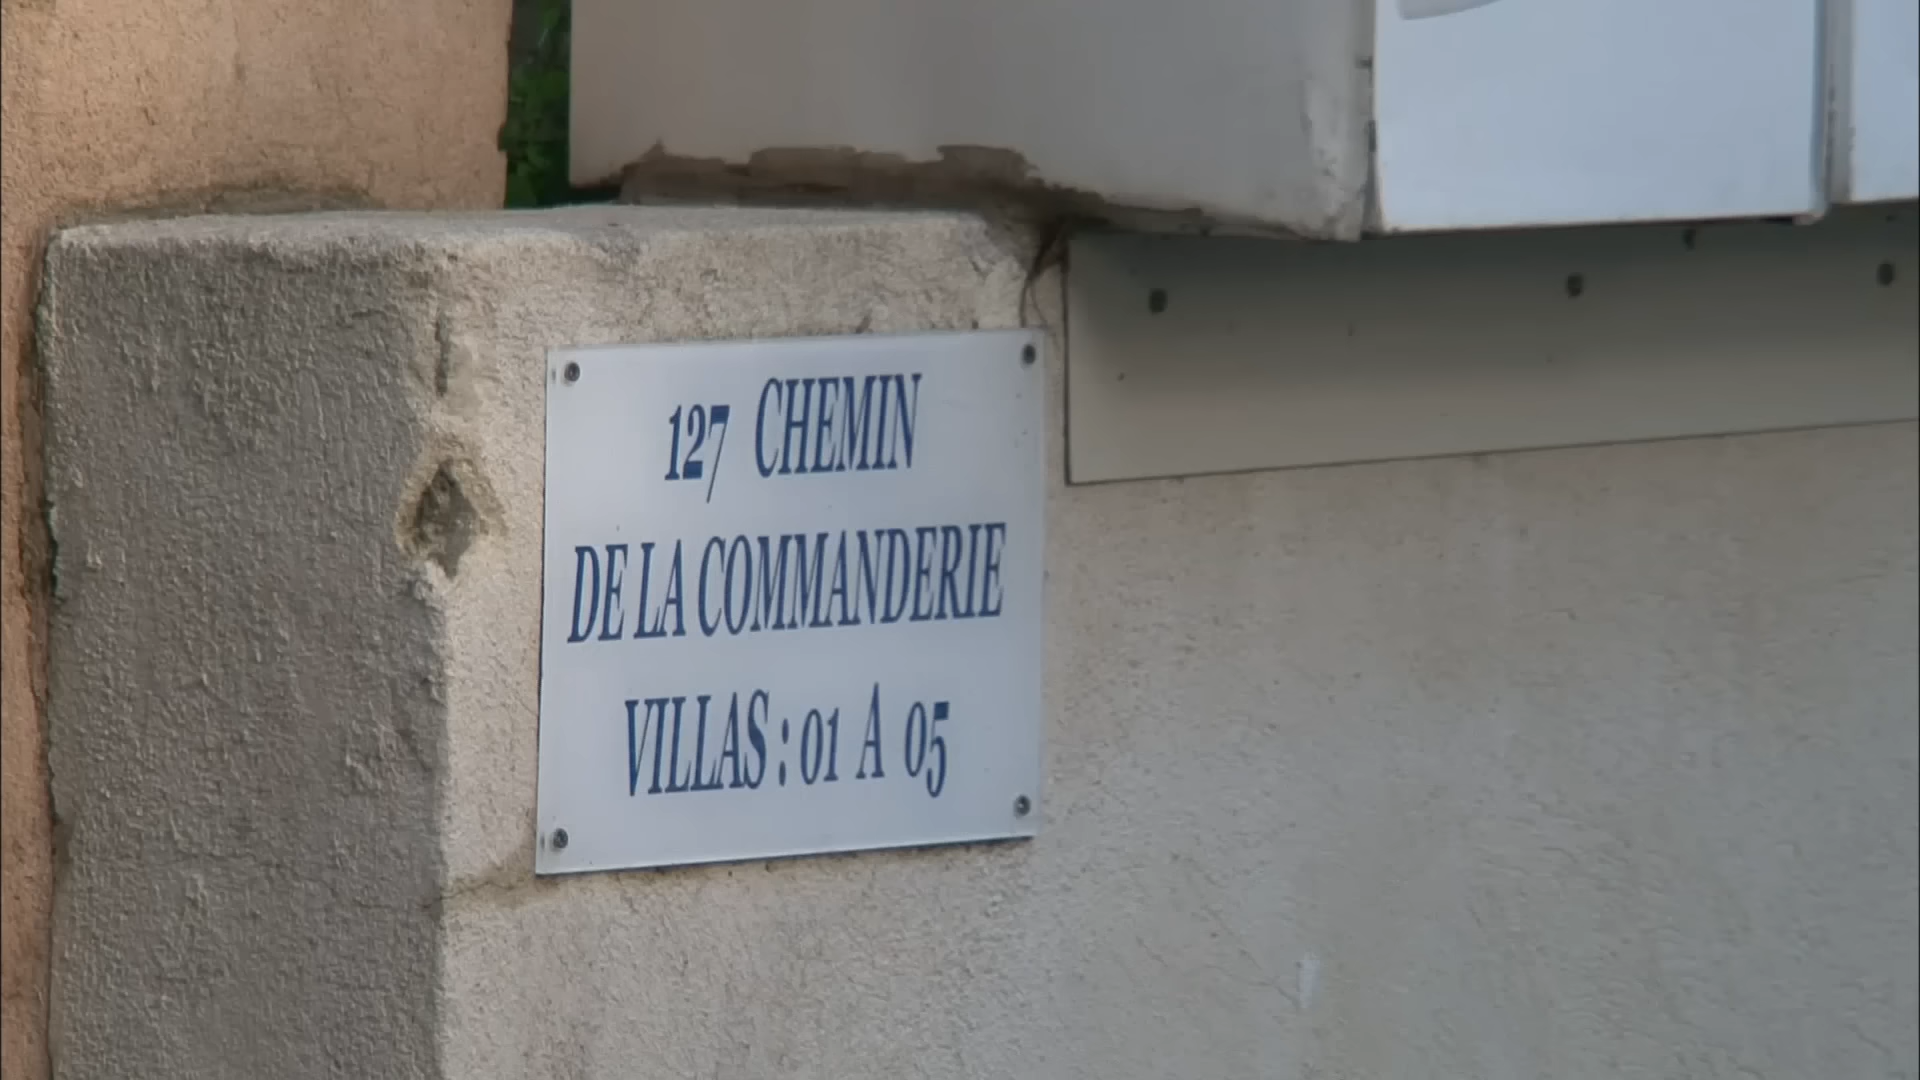 127 CHEMIN
DE LA COMMANDERIE
VILLAS : 01 A 05